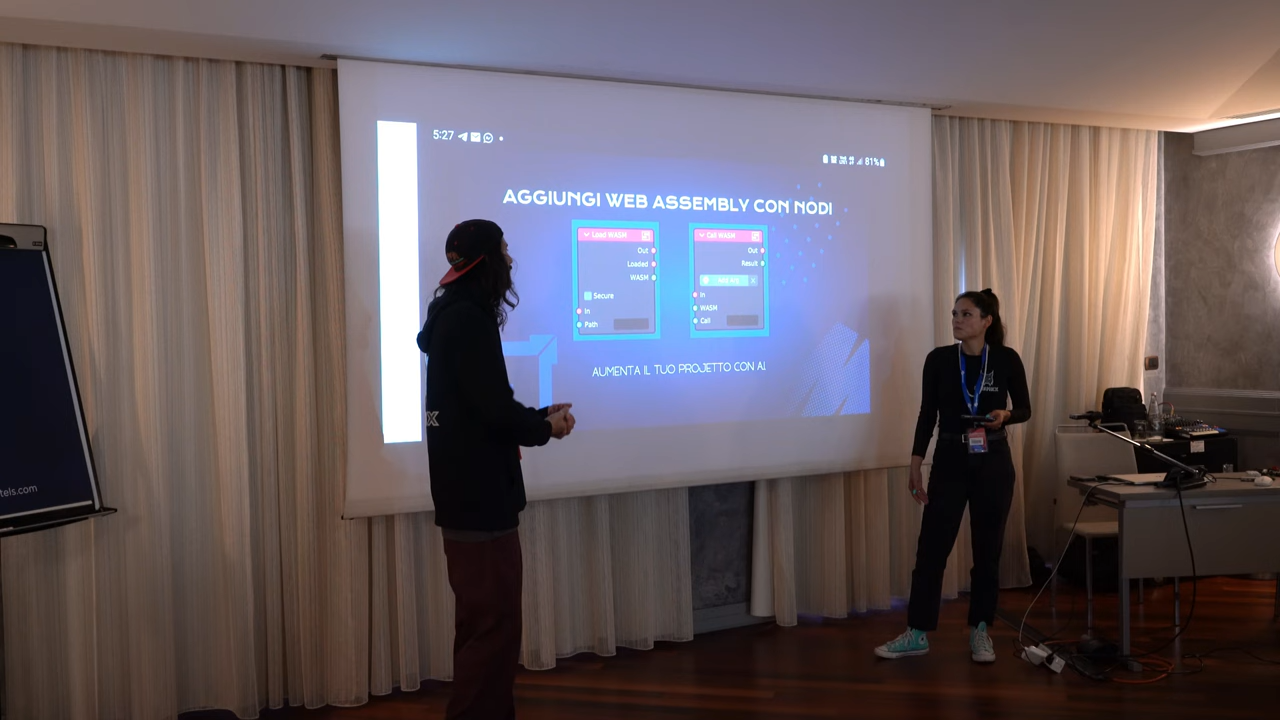 5:27
81%
AGGIUNGI WEB ASSEMBLY CON NODI
Load WASM
Out
Loaded
WASM
Secure
In
Path
Call WASM
Out
Result
In
WASM
Call
AUMENTA IL TUO PROJETTO CON AI
X
tels.com